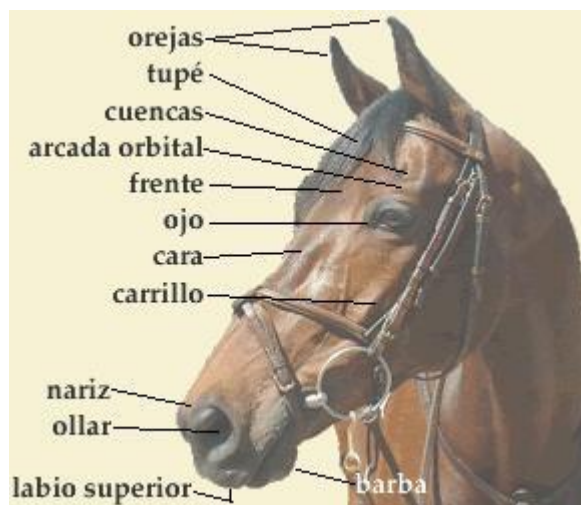 orejas
tupé
cuencas
arcada orbital
frente
ojo
cara
carrillo
nariz
ollar
barba
labio superior